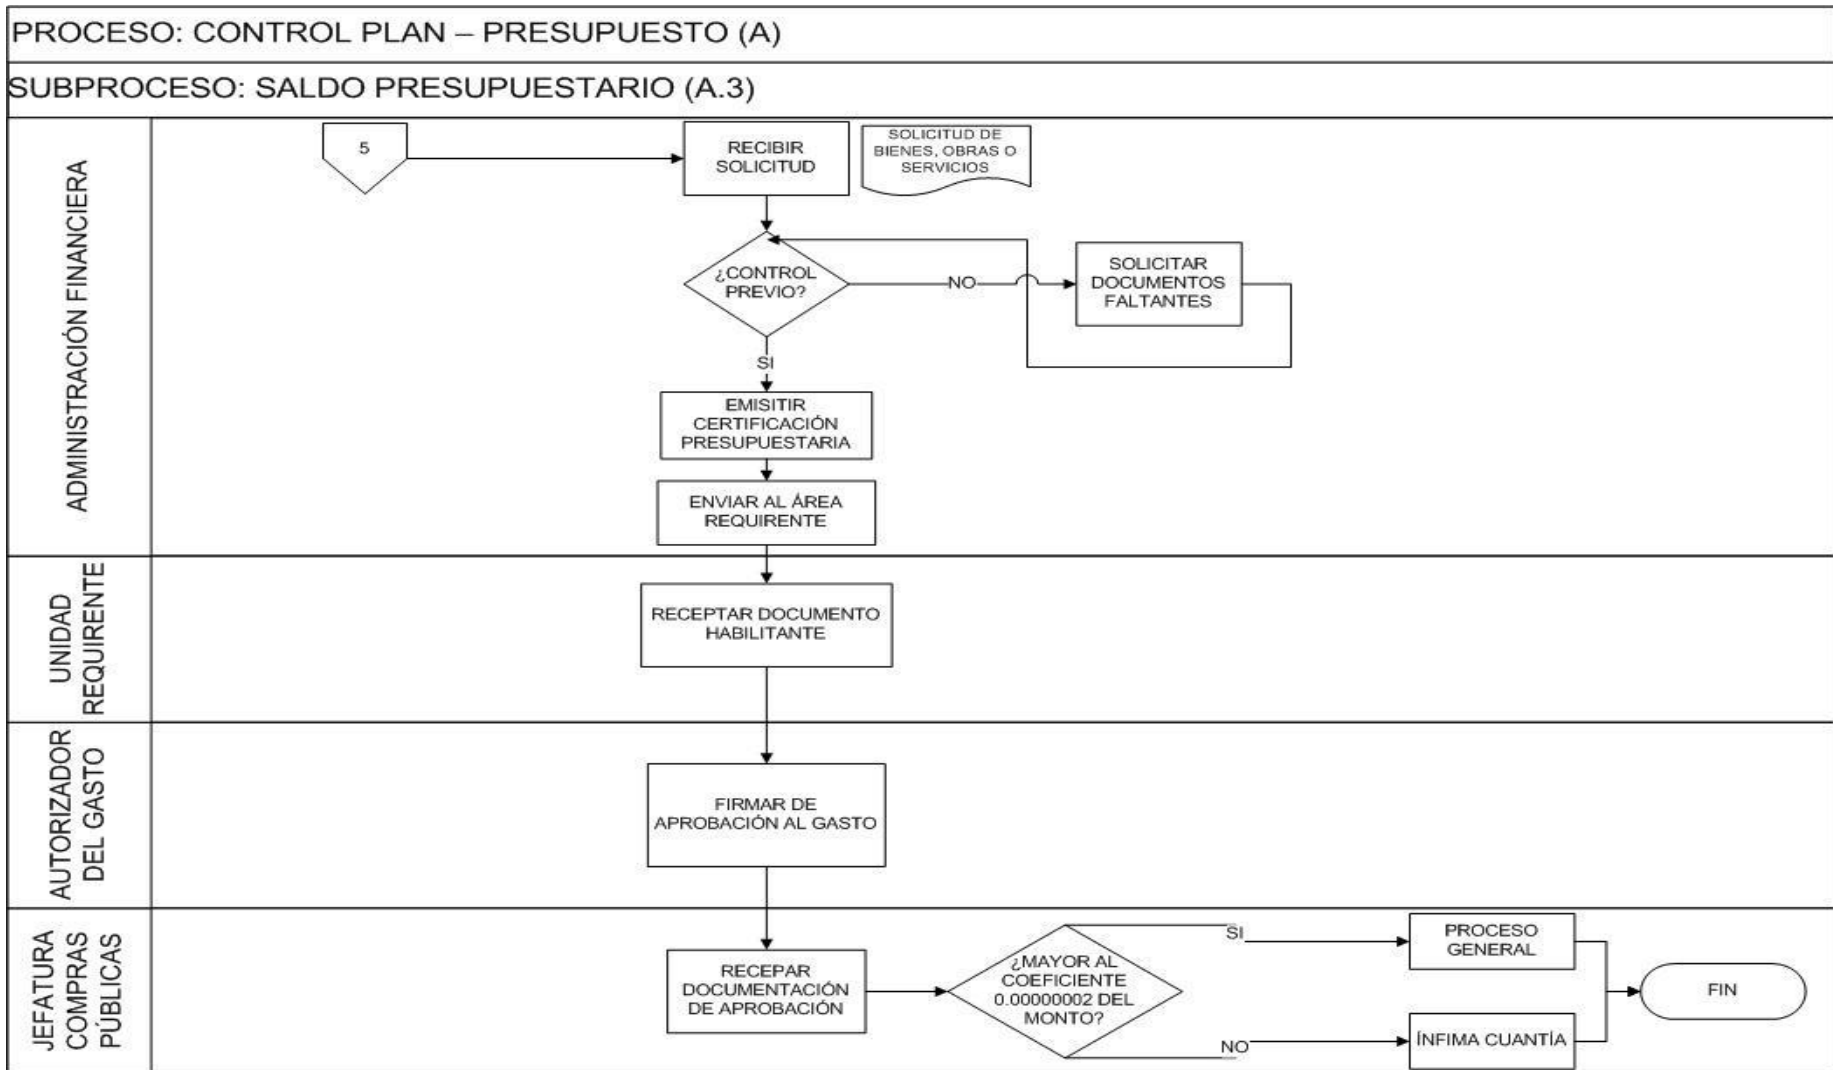 PROCESO: CONTROL PLAN – PRESUPUESTO (A)
SUBPROCESO: SALDO PRESUPUESTARIO (A.3)
ADMINISTRACIÓN FINANCIERA
5
RECIBIR
SOLICITUD
SOLICITUD DE
BIENES, OBRAS O
SERVICIOS
¿CONTROL
PREVIO?
NO
SOLICITAR
DOCUMENTOS
FALTANTES
SI
EMISITIR
CERTIFICACIÓN
PRESUPUESTARIA
ENVIAR AL ÁREA
REQUIRENTE
UNIDAD
REQUIRENTE
RECEPTAR DOCUMENTO
HABILITANTE
AUTORIZADOR
DEL GASTO
FIRMAR DE
APROBACIÓN AL GASTO
JEFATURA
COMPRAS
PÚBLICAS
RECEPAR
DOCUMENTACIÓN
DE APROBACIÓN
¿MAYOR AL
COEFICIENTE
0.00000002 DEL
MONTO?
SI
PROCESO
GENERAL
NO
ÍNFIMA CUANTÍA
FIN